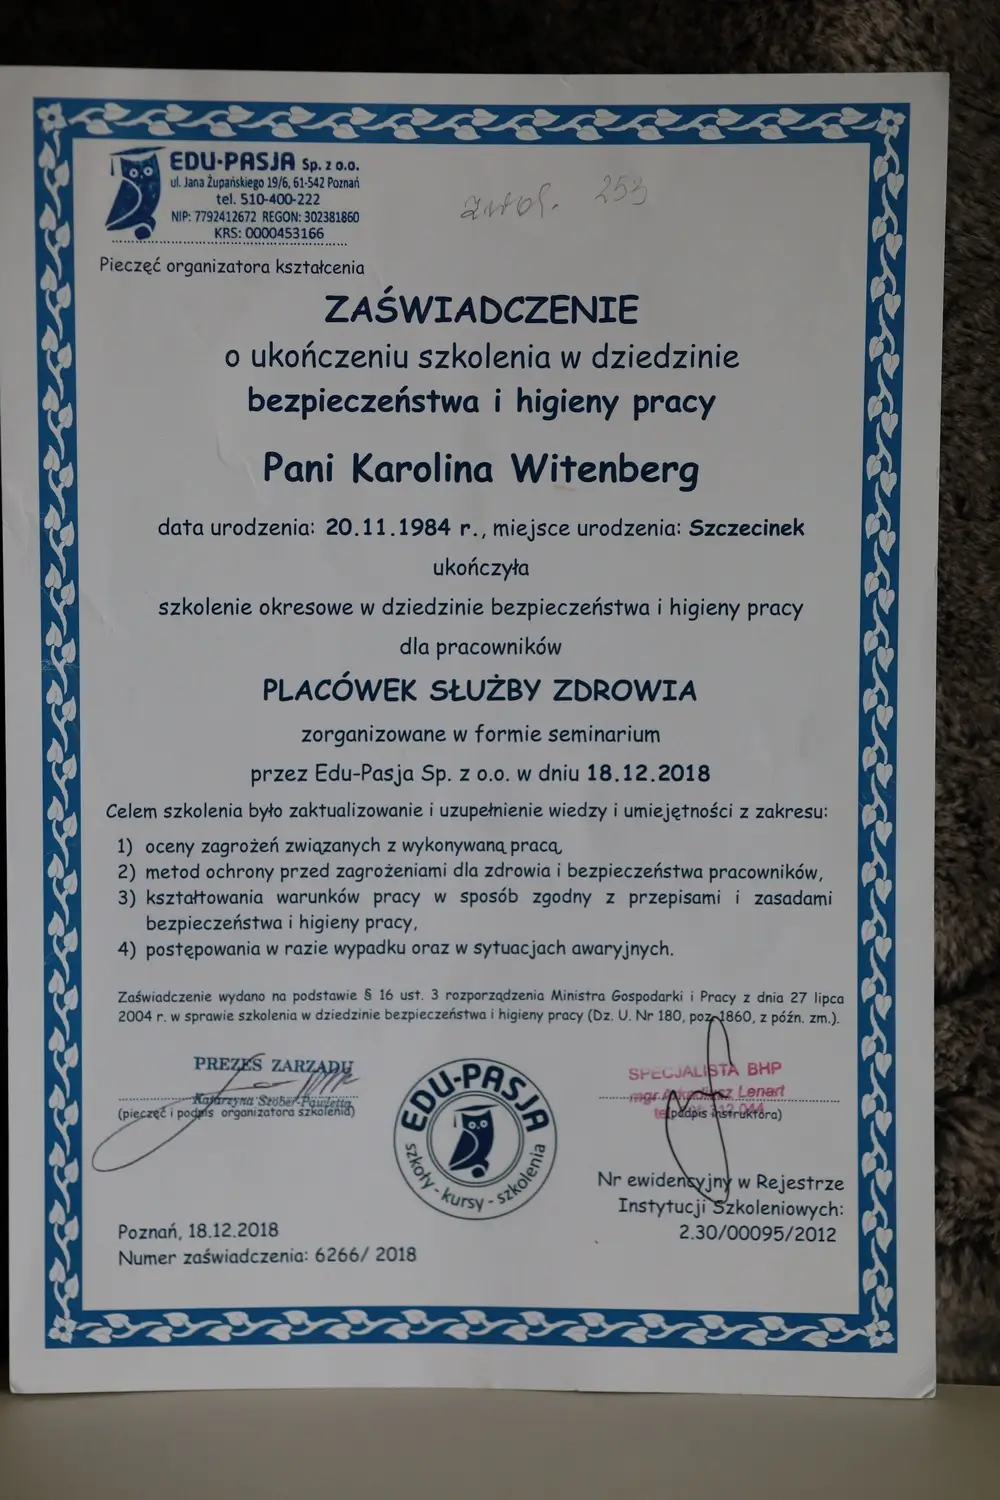 EDU-PASJA Sp. z o.o.
ul. Jana Żupańskiego 19/6, 61-542 Poznań
tel. 510-400-222
NIP: 7792412672 REGON: 302381860
KRS: 0000453166
253
Pieczęć organizatora kształcenia
ZAŚWIADCZENIE
o ukończeniu szkolenia w dziedzinie
bezpieczeństwa i higieny pracy
Pani Karolina Witenberg
data urodzenia: 20.11.1984 r., miejsce urodzenia: Szczecinek
ukończyła
szkolenie okresowe w dziedzinie bezpieczeństwa i higieny pracy
dla pracowników
PLACÓWEK SŁUŻBY ZDROWIA
zorganizowane w formie seminarium
przez Edu-Pasja Sp. z o.o. w dniu 18.12.2018
Celem szkolenia było zaktualizowanie i uzupełnienie wiedzy i umiejętności z zakresu:
1) oceny zagrożeń związanych z wykonywaną pracą,
2) metod ochrony przed zagrożeniami dla zdrowia i bezpieczeństwa pracowników,
3) kształtowania warunków pracy w sposób zgodny z przepisami i zasadami
bezpieczeństwa i higieny pracy,
4) postępowania w razie wypadku oraz w sytuacjach awaryjnych.
Zaświadczenie wydano na podstawie § 16 ust. 3 rozporządzenia Ministra Gospodarki i Pracy z dnia 27 lipca
2004 r. w sprawie szkolenia w dziedzinie bezpieczeństwa i higieny pracy (Dz. U. Nr 180, poz. 1860, z późn. zm.).
PREZES ZARZĄDU
Katarzyna Stöber-Pawletta
(pieczęć i podpis organizatora szkolenia)
EDU-PASJA
szkoły - kursy - szkolenia
SPECJALISTA BHP
mgr Arkadiusz Lenart
(podpis instruktora)
Nr ewidencyjny w Rejestrze
Instytucji Szkoleniowych:
2.30/00095/2012
Poznań, 18.12.2018
Numer zaświadczenia: 6266/ 2018